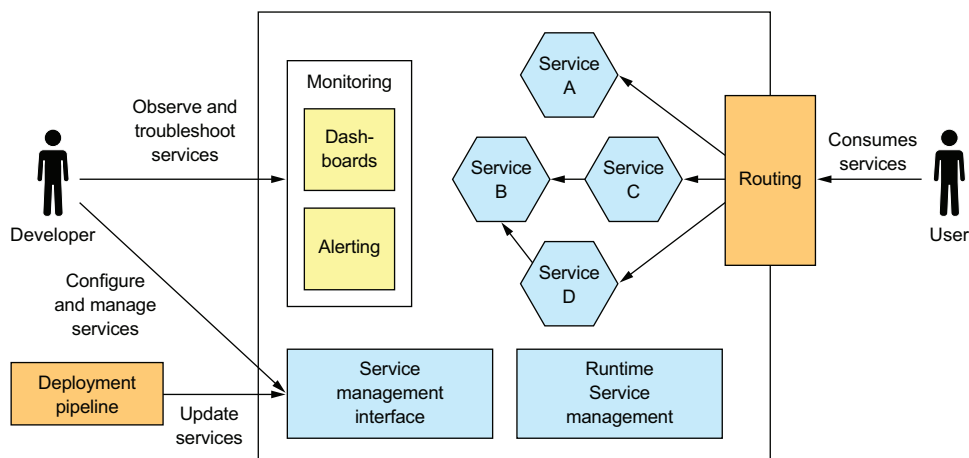 Observe and
troubleshoot
services
Developer
Configure
and manage
services
Deployment
pipeline
Update
services
Monitoring
Dash-
boards
Alerting
Service
management
interface
Runtime
Service
management
Service
A
Service
B
Service
C
Service
D
Routing
Consumes
services
User